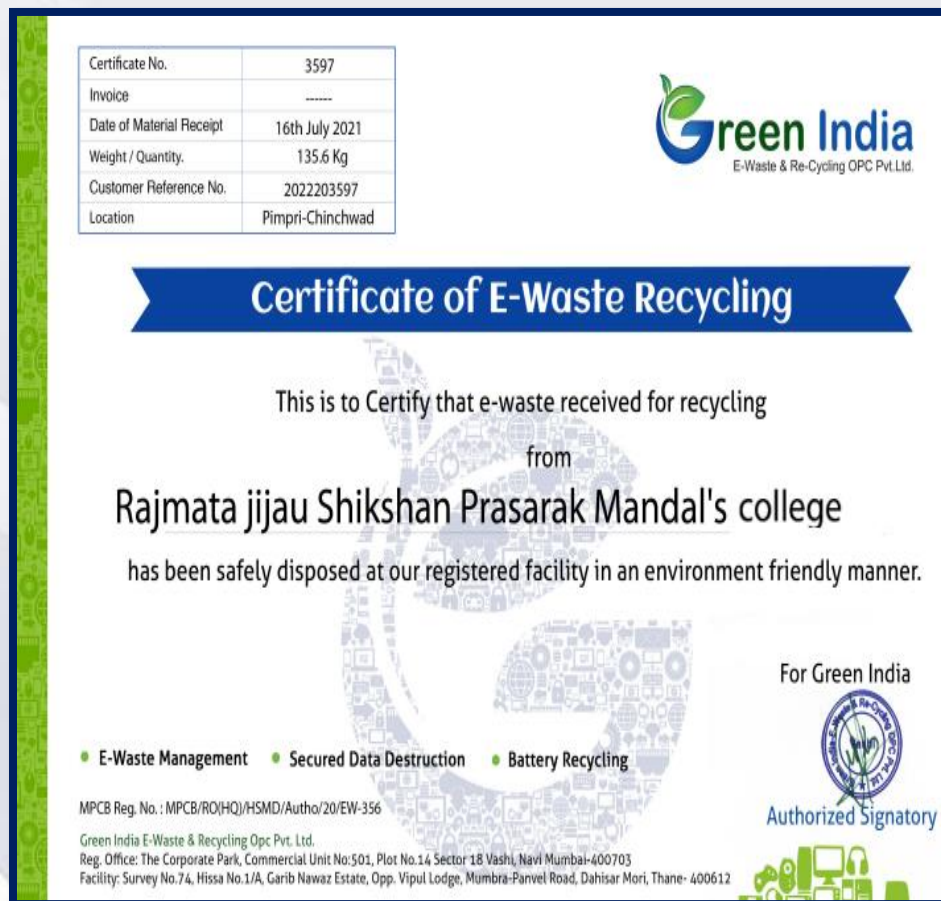 Certificate No. 3597
Invoice ------
Date of Material Receipt 16th July 2021
Weight / Quantity. 135.6 Kg
Customer Reference No. 2022203597
Location Pimpri-Chinchwad
Green India
E-Waste & Re-Cycling OPC Pvt.Ltd.
Certificate of E-Waste Recycling
This is to Certify that e-waste received for recycling
from
Rajmata jijau Shikshan Prasarak Mandal's college
has been safely disposed at our registered facility in an environment friendly manner.
For Green India
• E-Waste Management • Secured Data Destruction • Battery Recycling
Authorized Signatory
MPCB Reg. No. : MPCB/RO(HQ)/HSMD/Autho/20/EW-356
Green India E-Waste & Recycling Opc Pvt. Ltd.
Reg. Office: The Corporate Park, Commercial Unit No:501, Plot No.14 Sector 18 Vashi, Navi Mumbai-400703
Facility: Survey No.74, Hissa No.1/A, Garib Nawaz Estate, Opp. Vipul Lodge, Mumbra-Panvel Road, Dahisar Mori, Thane- 400612